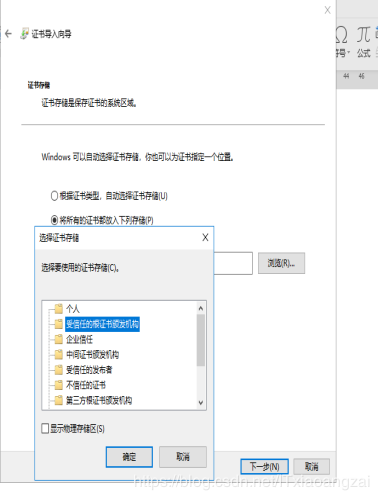 证书导入向导
符号
公式
44 46
证书存储
证书存储是保存证书的系统区域。
Windows 可以自动选择证书存储，你也可以为证书指定一个位置。
根据证书类型，自动选择证书存储(U)
将所有的证书都放入下列存储(P)
浏览(R)...
选择证书存储
X
选择要使用的证书存储(C)。
个人
受信任的根证书颁发机构
企业信任
中间证书颁发机构
受信任的发布者
不信任的证书
第三方根证书颁发机构
显示物理存储区(S)
确定
取消
下一步(N)
取消
https://blog.csdn.net/ITxiaoangzai